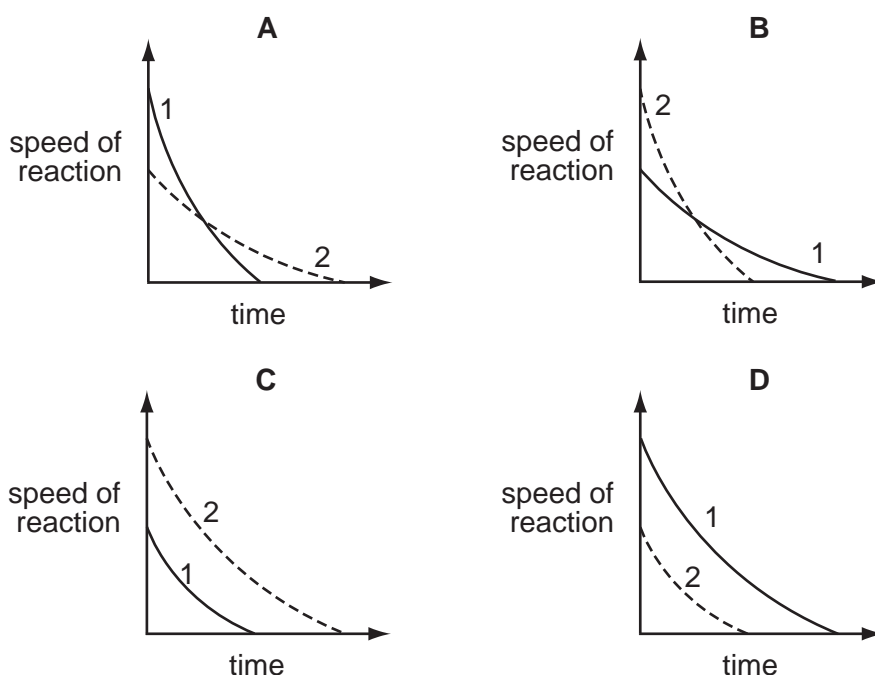 A
1
speed of
reaction
2
time
B
2
speed of
reaction
1
time
C
speed of
reaction
2
1
time
D
speed of
reaction
1
2
time